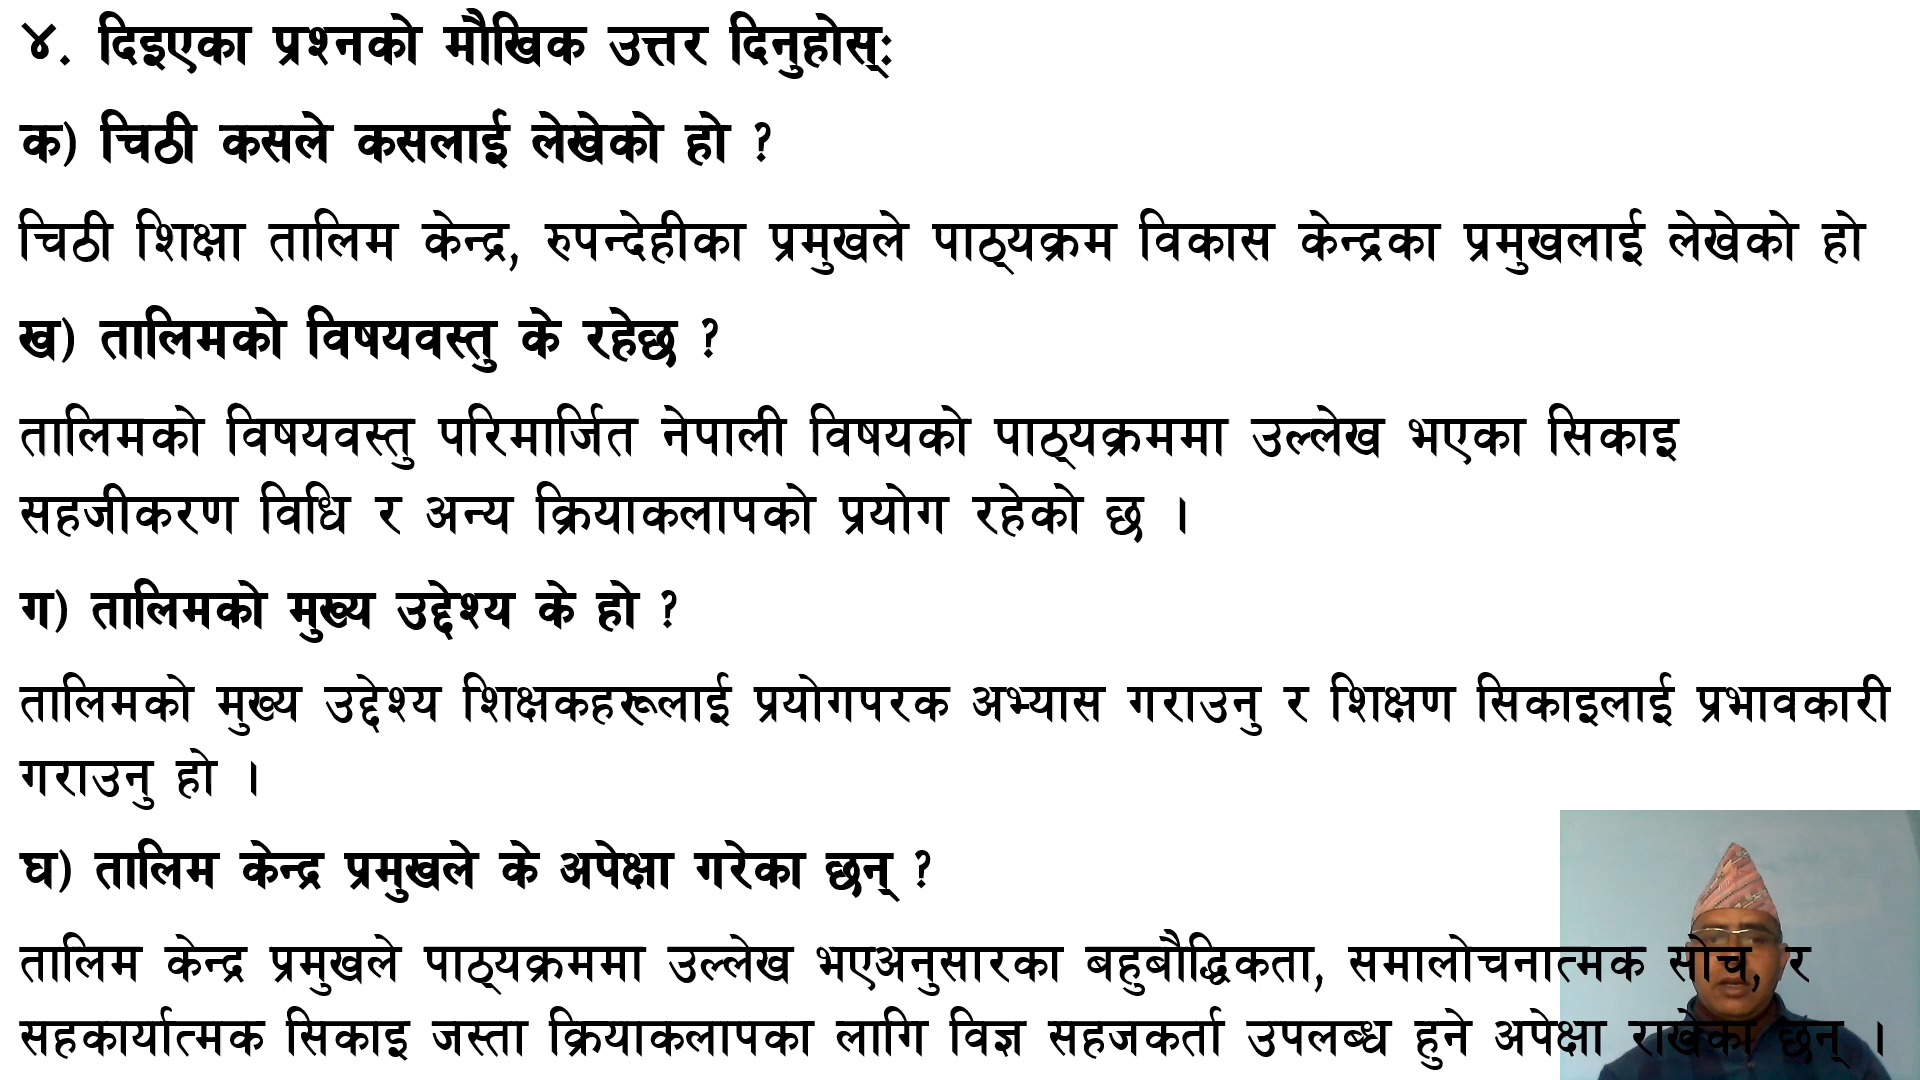 ४. दिइएका प्रश्नको मौखिक उत्तर दिनुहोस्ः
क) चिठी कसले कसलाई लेखेको हो ?
चिठी शिक्षा तालिम केन्द्र, रुपन्देहीका प्रमुखले पाठ्यक्रम विकास केन्द्रका प्रमुखलाई लेखेको हो
ख) तालिमको विषयवस्तु के रहेछ ?
तालिमको विषयवस्तु परिमार्जित नेपाली विषयको पाठ्यक्रममा उल्लेख भएका सिकाइ
सहजीकरण विधि र अन्य क्रियाकलापको प्रयोग रहेको छ ।
ग) तालिमको मुख्य उद्देश्य के हो ?
तालिमको मुख्य उद्देश्य शिक्षकहरूलाई प्रयोगपरक अभ्यास गराउनु र शिक्षण सिकाइलाई प्रभावकारी
गराउनु हो ।
घ) तालिम केन्द्र प्रमुखले के अपेक्षा गरेका छन् ?
तालिम केन्द्र प्रमुखले पाठ्यक्रममा उल्लेख भएअनुसारका बहुबौद्धिकता, समालोचनात्मक सोच, र
सहकार्यात्मक सिकाइ जस्ता क्रियाकलापका लागि विज्ञ सहजकर्ता उपलब्ध हुने अपेक्षा राखेका छन् ।